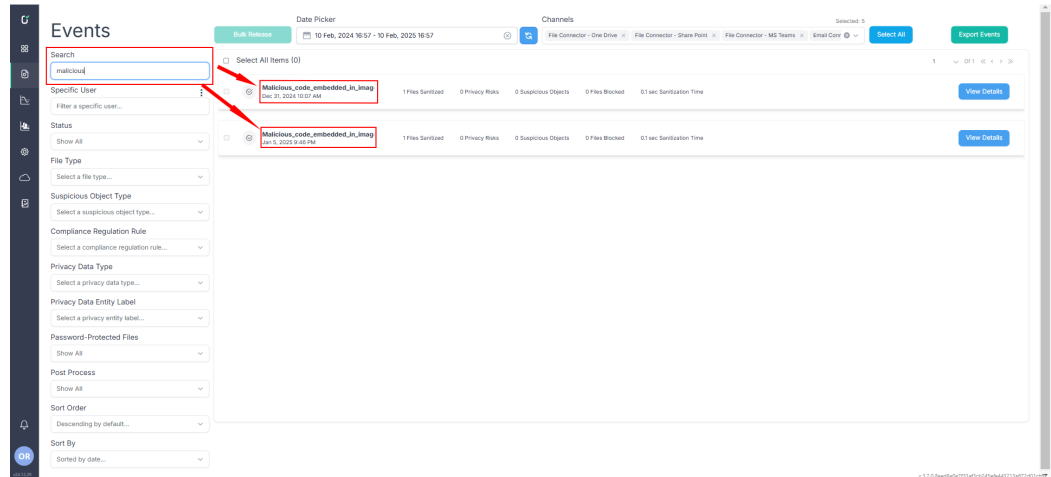 Events
Search
malicious
Specific User
Filter a specific user...
Status
Show All
File Type
Select a file type...
Suspicious Object Type
Select a suspicious object type...
Compliance Regulation Rule
Select a compliance regulation rule...
Privacy Data Type
Select a privacy data type...
Privacy Data Entity Label
Select a privacy entity label...
Password-Protected Files
Show All
Post Process
Show All
Sort Order
Descending by default...
Sort By
Sorted by date...
OR
Bulk Release
Date Picker
10 Feb, 2024 16:57 - 10 Feb, 2025 16:57
Channels
Selected: 5
File Connector - One Drive × File Connector - Share Point × File Connector - MS Teams × Email Conr
Select All
Export Events
Select All Items (0)
1 Of 1
Malicious_code_embedded_in_imag
Dec 31, 2024 10:07 AM
1 Files Sanitized 0 Privacy Risks 0 Suspicious Objects 0 Files Blocked 0.1 sec Sanitization Time
View Details
Malicious_code_embedded_in_imag
Jan 5, 2025 9:46 PM
1 Files Sanitized 0 Privacy Risks 0 Suspicious Objects 0 Files Blocked 0.1 sec Sanitization Time
View Details